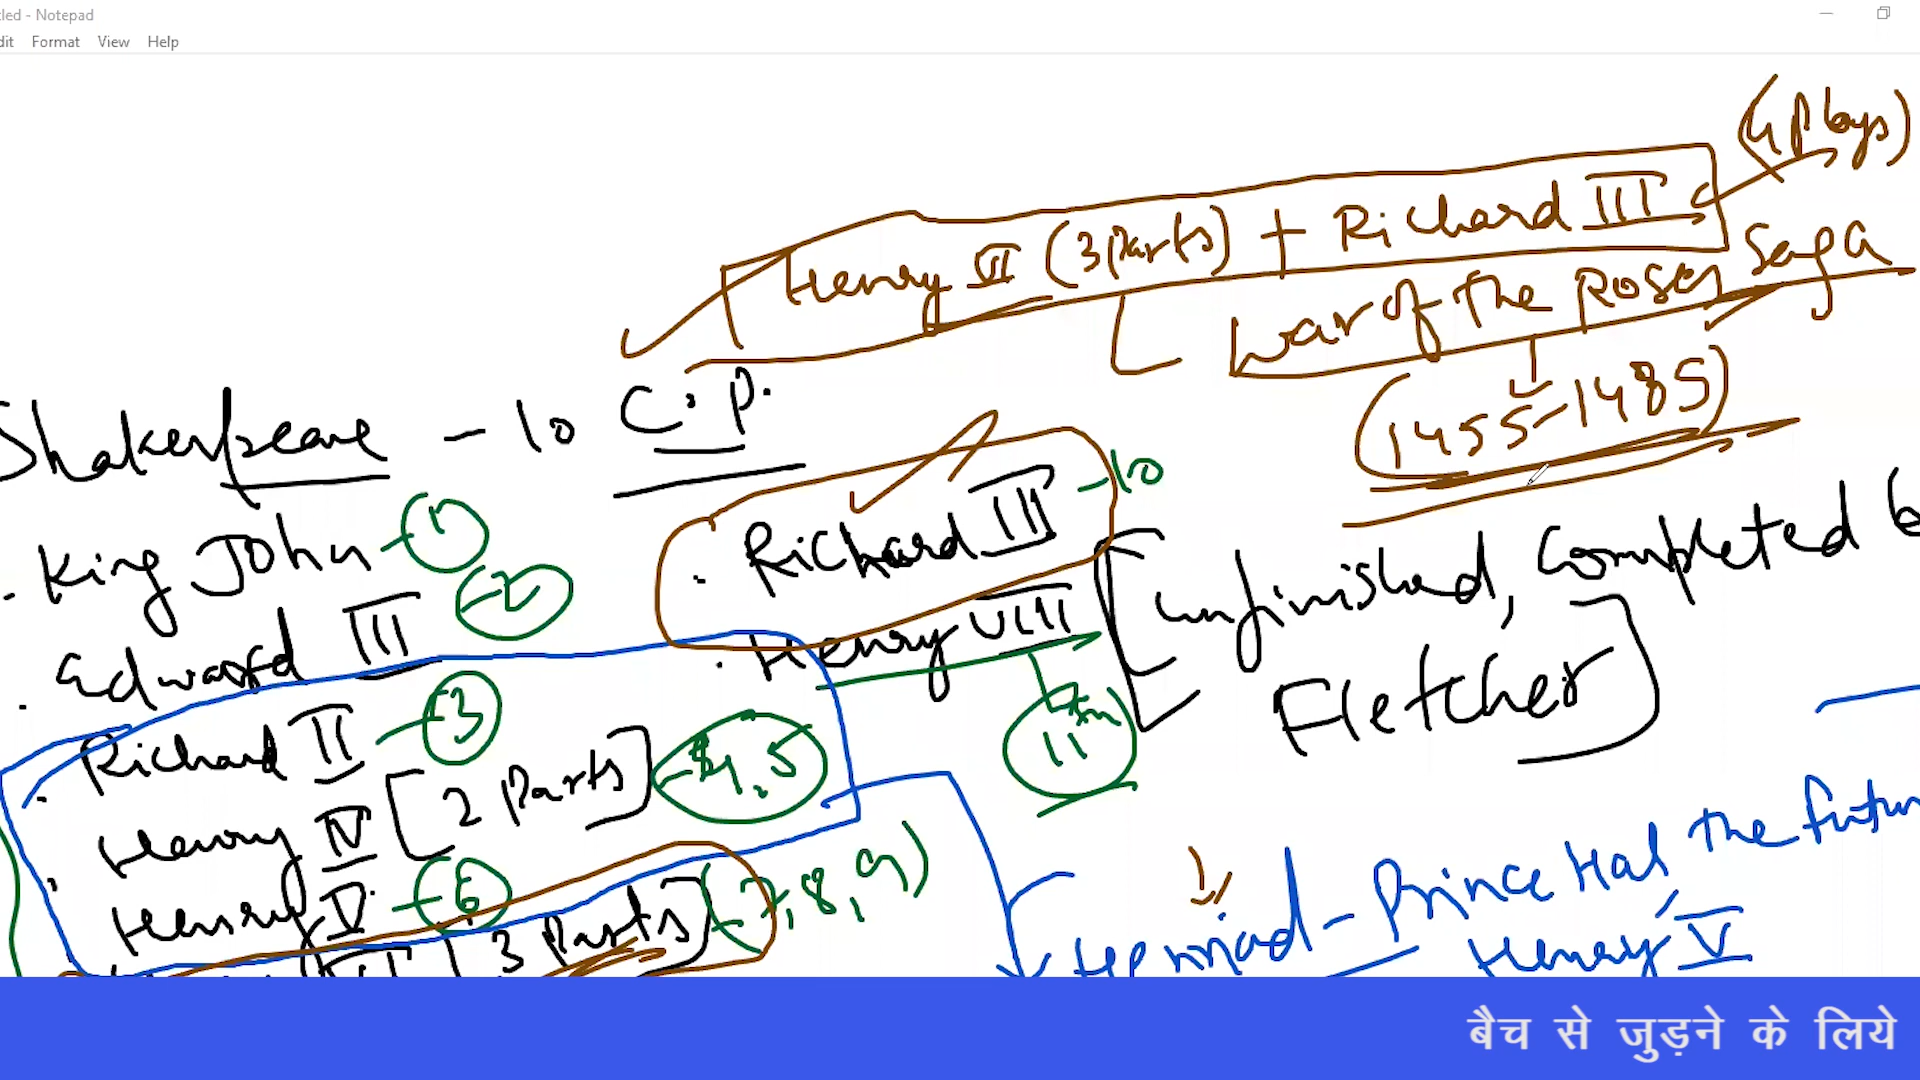 led - Notepad
dit Format View Help
(4 Plays)
Henry VI (3 Parts) + Richard III
War of the Roses Saga
(1455-1485)
Shakespeare - 10 C.P.
. King John - 1
. Richard III - 10
Edward III - 2
. Henry VIII [unfinished, Completed b
Fletcher]
11
. Richard II - 3
. Henry IV [2 Parts] - 4,5
Henry V - 6
[3 Parts] (-7,8,9)
Henriad - Prince Hal the futur
Henry V
बैच से जुड़ने के लिये